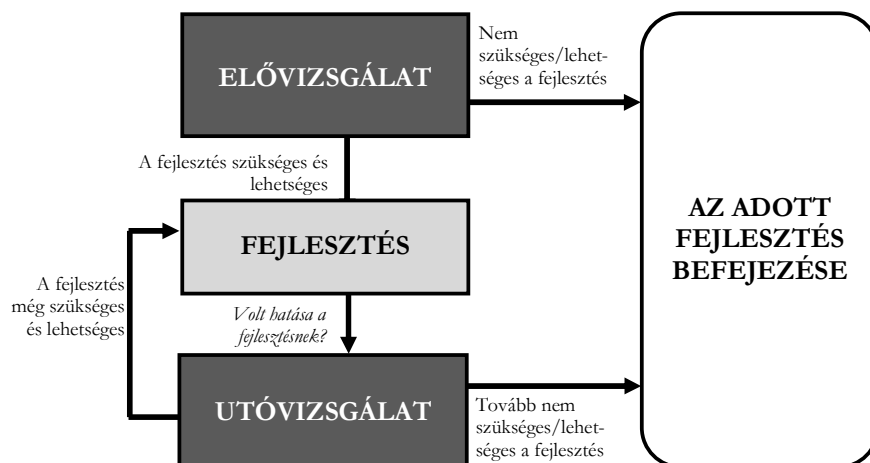 ELŐVIZSGÁLAT
Nem
szükséges/lehet-
séges a fejlesztés
A fejlesztés szükséges és
lehetséges
FEJLESZTÉS
AZ ADOTT
FEJLESZTÉS
BEFEJEZÉSE
A fejlesztés
még szükséges
és lehetséges
Volt hatása a
fejlesztésnek?
UTÓVIZSGÁLAT
Tovább nem
szükséges/lehet-
séges a fejlesztés